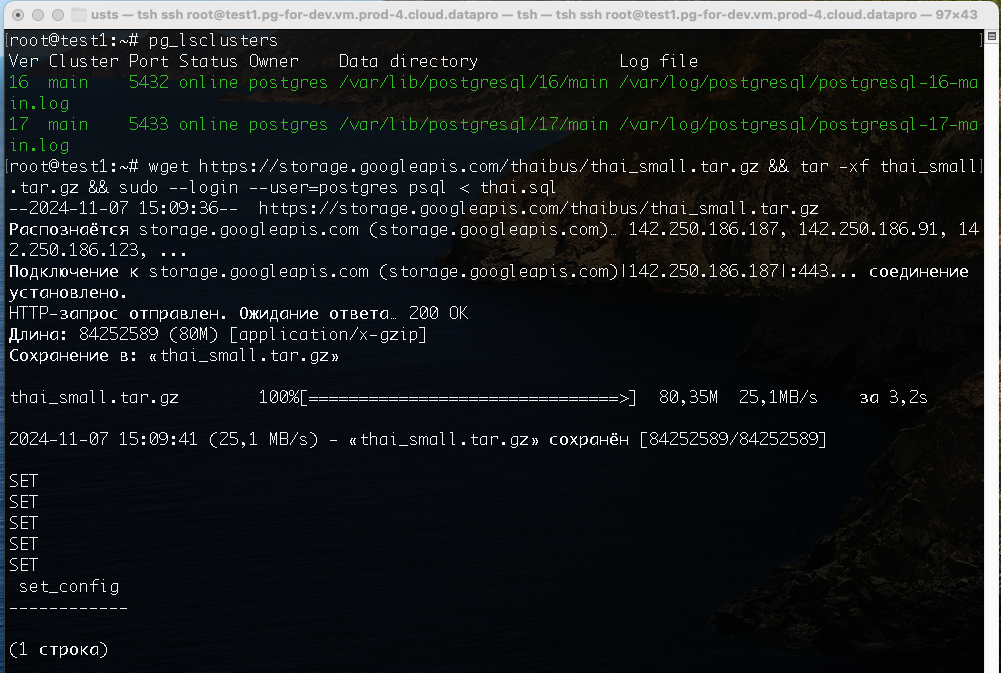 usts — tsh ssh root@test1.pg-for-dev.vm.prod-4.cloud.datapro — tsh — tsh ssh root@test1.pg-for-dev.vm.prod-4.cloud.datapro — 97×43
[root@test1:~# pg_lsclusters
Ver Cluster Port Status Owner    Data directory              Log file
16  main    5432 online postgres /var/lib/postgresql/16/main /var/log/postgresql/postgresql-16-ma
in.log
17  main    5433 online postgres /var/lib/postgresql/17/main /var/log/postgresql/postgresql-17-ma
in.log
[root@test1:~# wget https://storage.googleapis.com/thaibus/thai_small.tar.gz && tar -xf thai_small]
.tar.gz && sudo --login --user=postgres psql < thai.sql
--2024-11-07 15:09:36--  https://storage.googleapis.com/thaibus/thai_small.tar.gz
Распознаётся storage.googleapis.com (storage.googleapis.com)… 142.250.186.187, 142.250.186.91, 14
2.250.186.123, ...
Подключение к storage.googleapis.com (storage.googleapis.com)|142.250.186.187|:443... соединение
установлено.
HTTP-запрос отправлен. Ожидание ответа… 200 OK
Длина: 84252589 (80M) [application/x-gzip]
Сохранение в: «thai_small.tar.gz»
thai_small.tar.gz        100%[===============================>]  80,35M  25,1MB/s    за 3,2s
2024-11-07 15:09:41 (25,1 MB/s) - «thai_small.tar.gz» сохранён [84252589/84252589]
SET
SET
SET
SET
SET
 set_config
------------
(1 строка)